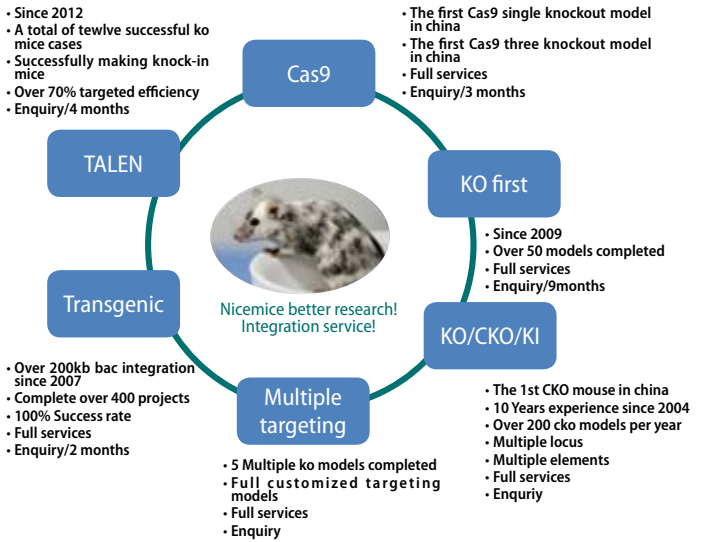 • Since 2012
• A total of tewlve successful ko
mice cases
• Successfully making knock-in
mice
• Over 70% targeted efficiency
• Enquiry/4 months
TALEN
Cas9
• The first Cas9 single knockout model
in china
• The first Cas9 three knockout model
in china
• Full services
• Enquiry/3 months
KO first
• Since 2009
• Over 50 models completed
• Full services
• Enquiry/9months
Nicemice better research!
Integration service!
Transgenic
• Over 200kb bac integration
since 2007
• Complete over 400 projects
• 100% Success rate
• Full services
• Enquiry/2 months
KO/CKO/KI
• The 1st CKO mouse in china
• 10 Years experience since 2004
• Over 200 cko models per year
• Multiple locus
• Multiple elements
• Full services
• Enquriy
Multiple
targeting
• 5 Multiple ko models completed
• Full customized targeting
models
• Full services
• Enquiry